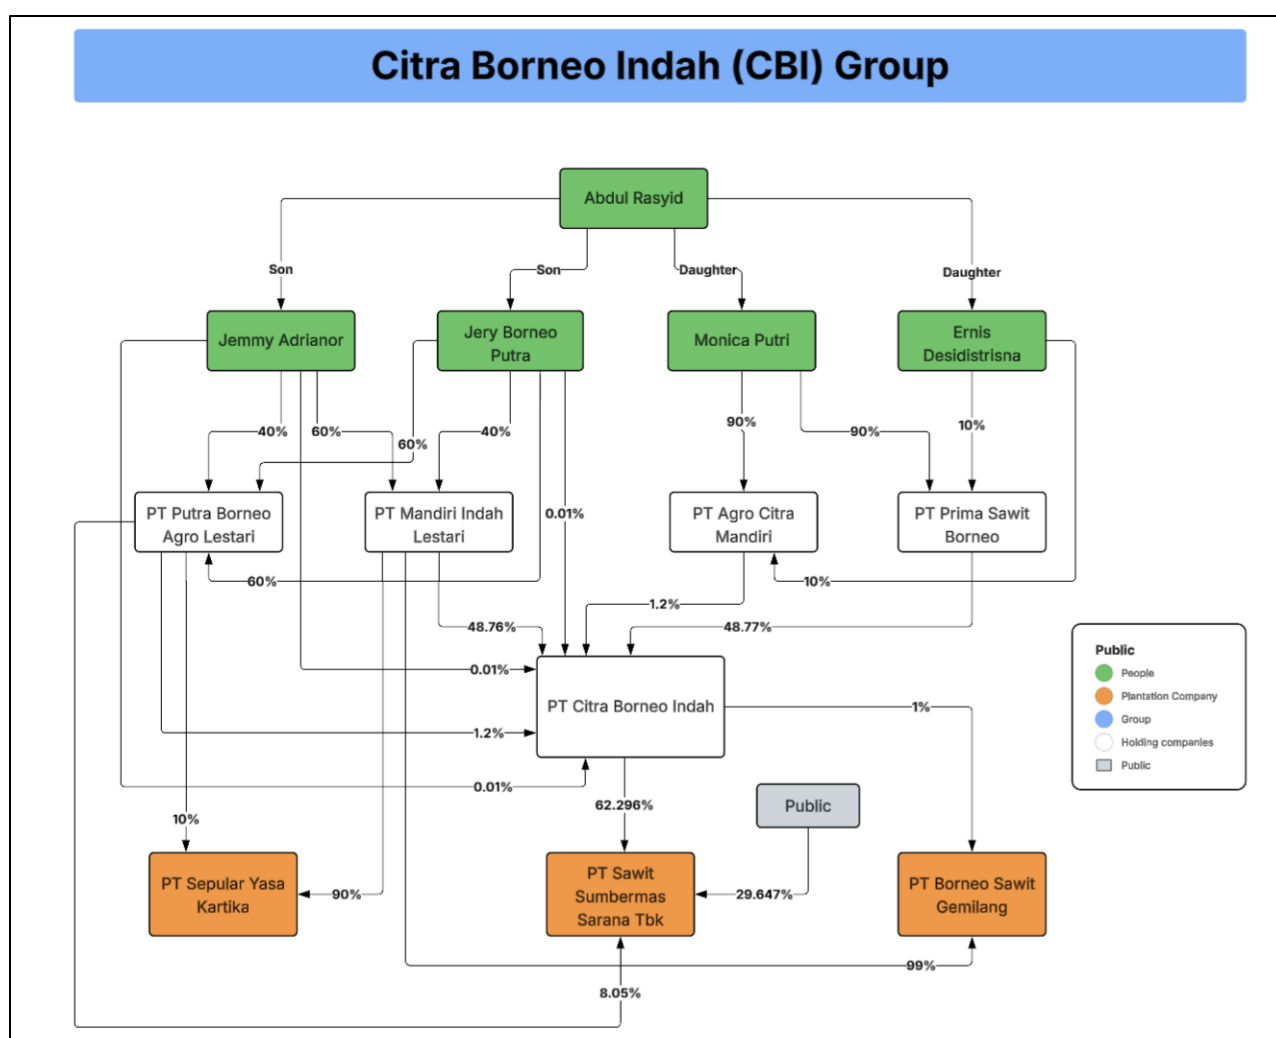 Citra Borneo Indah (CBI) Group
Abdul Rasyid
Son
Son
Daughter
Daughter
Jemmy Adrianor
Jery Borneo
Putra
Monica Putri
Ernis
Desidistrisna
40%
60%
60%
40%
90%
90%
10%
PT Putra Borneo
Agro Lestari
PT Mandiri Indah
Lestari
0.01%
PT Agro Citra
Mandiri
PT Prima Sawit
Borneo
60%
10%
1.2%
48.76%
48.77%
0.01%
PT Citra Borneo Indah
1%
1.2%
0.01%
62.296%
Public
10%
PT Sepular Yasa
Kartika
90%
PT Sawit
Sumbermas
Sarana Tbk
29.647%
PT Borneo Sawit
Gemilang
99%
8.05%
Public
People
Plantation Company
Group
Holding companies
Public